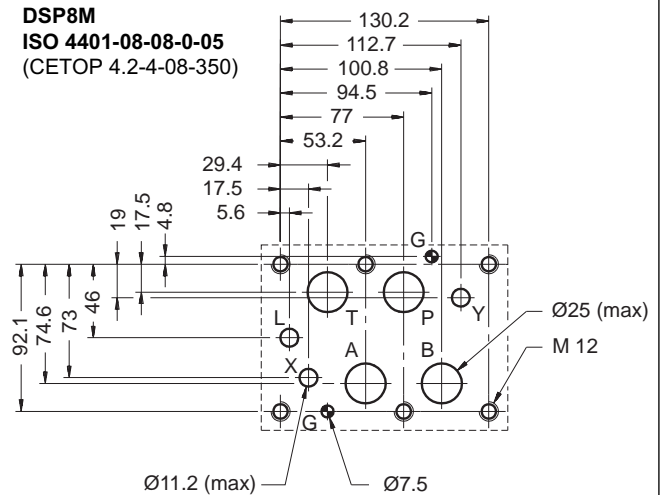 DSP8M
ISO 4401-08-08-0-05
(CETOP 4.2-4-08-350)
130.2
112.7
100.8
94.5
77
53.2
29.4
17.5
5.6
19
17.5
4.8
92.1
74.6
73
46
G
T
P
Y
L
A
B
X
G
Ø25 (max)
M 12
Ø11.2 (max)
Ø7.5